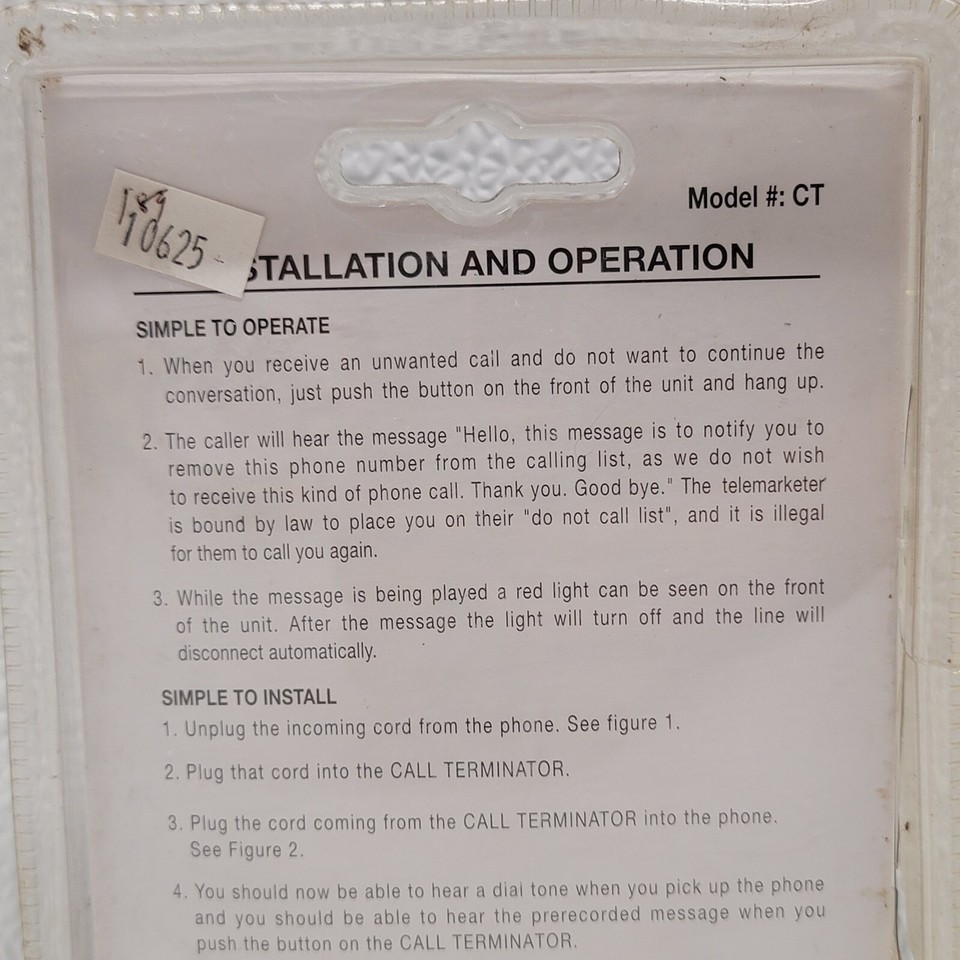 Model #: CT
189
10625-
STALLATION AND OPERATION
SIMPLE TO OPERATE
1. When you receive an unwanted call and do not want to continue the
conversation, just push the button on the front of the unit and hang up.
2. The caller will hear the message "Hello, this message is to notify you to
remove this phone number from the calling list, as we do not wish
to receive this kind of phone call. Thank you. Good bye." The telemarketer
is bound by law to place you on their "do not call list", and it is illegal
for them to call you again.
3. While the message is being played a red light can be seen on the front
of the unit. After the message the light will turn off and the line will
disconnect automatically.
SIMPLE TO INSTALL
1. Unplug the incoming cord from the phone. See figure 1.
2. Plug that cord into the CALL TERMINATOR.
3. Plug the cord coming from the CALL TERMINATOR into the phone.
See Figure 2.
4. You should now be able to hear a dial tone when you pick up the phone
and you should be able to hear the prerecorded message when you
push the button on the CALL TERMINATOR.